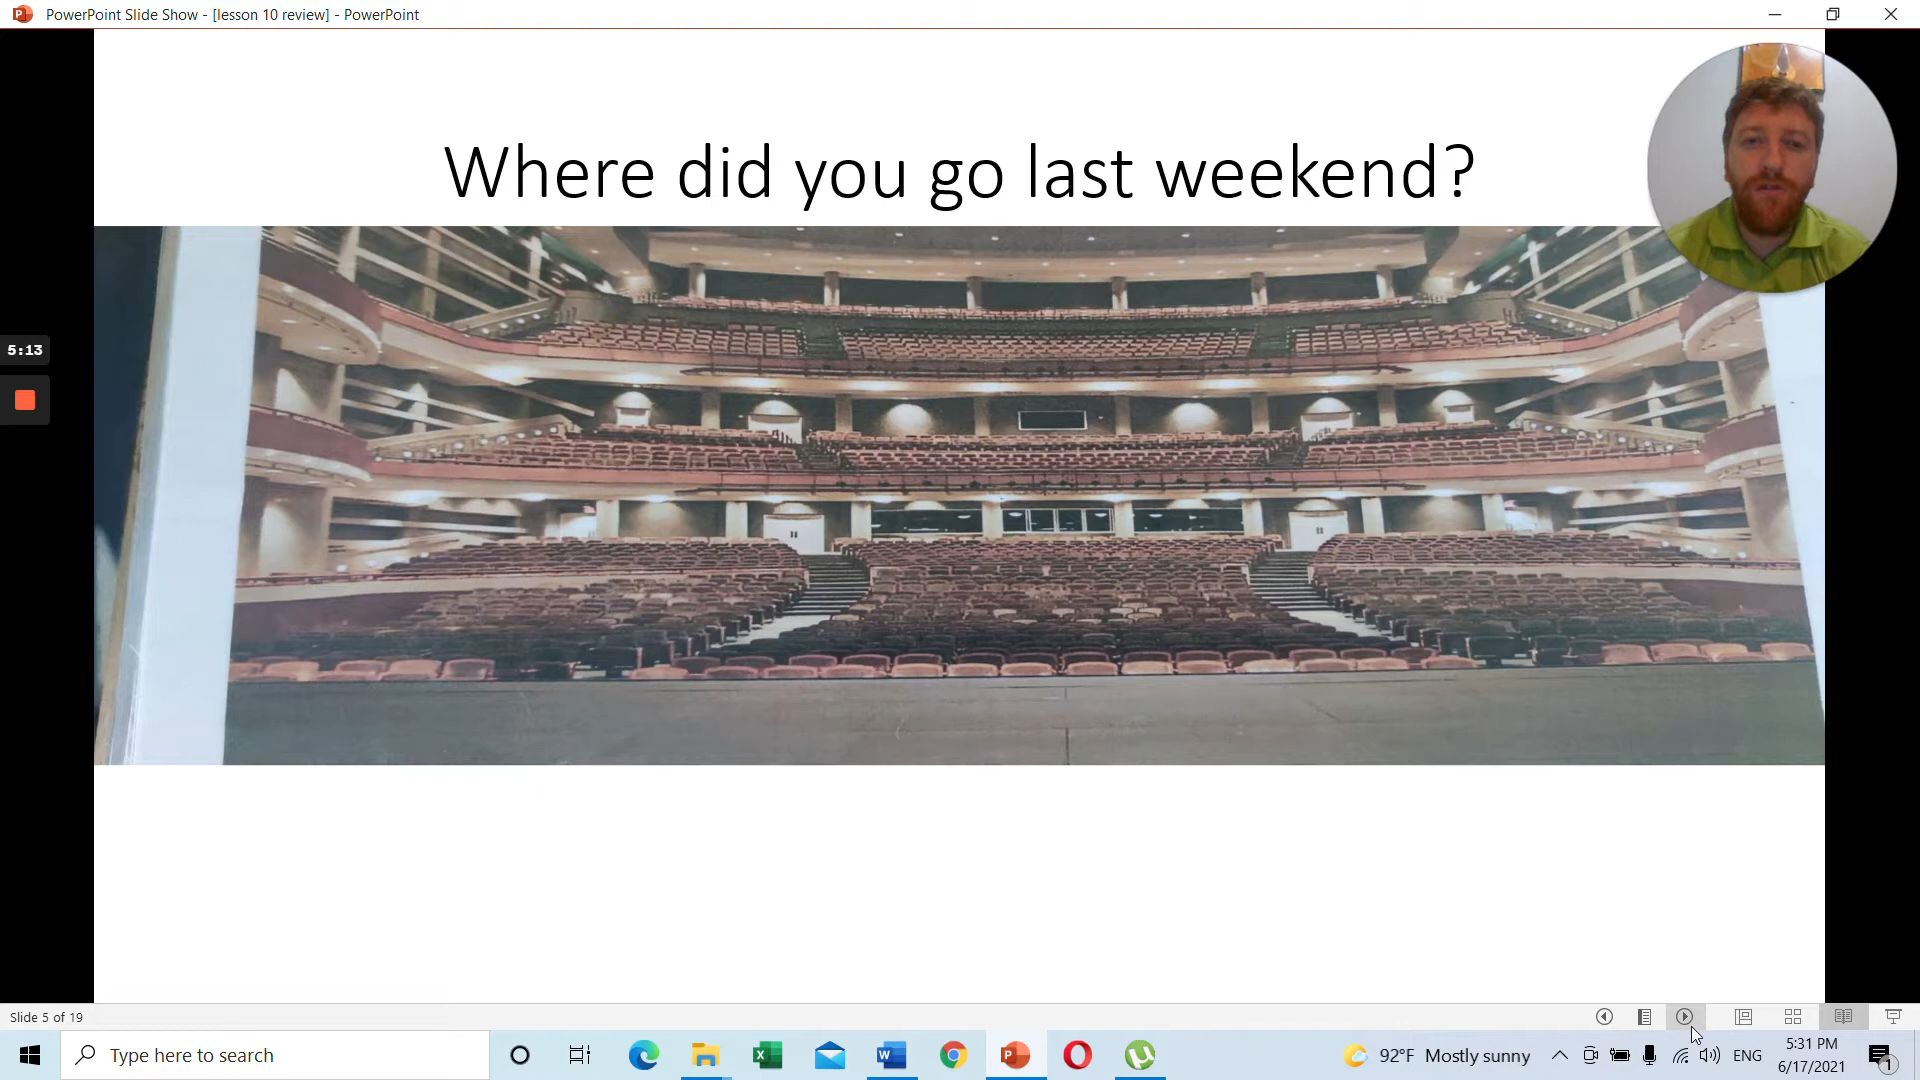 PowerPoint Slide Show - [lesson 10 review] - PowerPoint
Where did you go last weekend?
5:13
Slide 5 of 19
Type here to search
92°F Mostly sunny
ENG
5:31 PM
6/17/2021
1